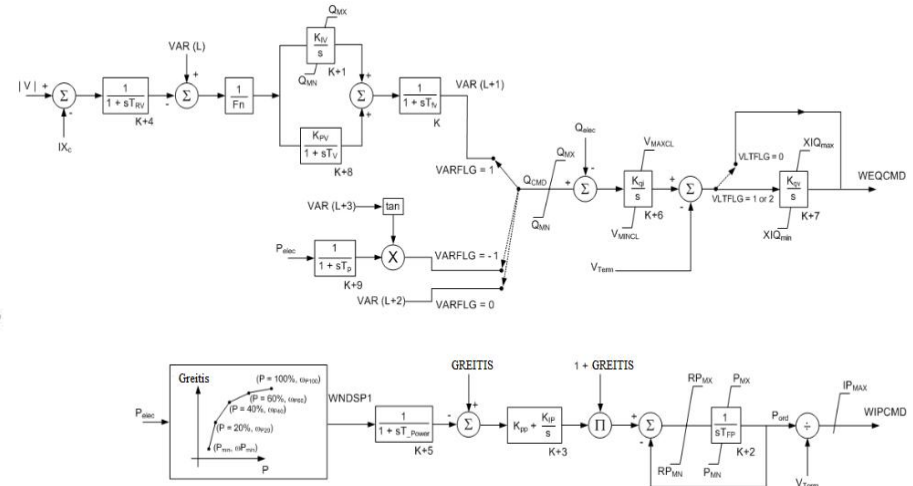 Q_MX
VAR (L)
K_IV
s
K+1
Q_MN
|V| + Σ - 1 / 1 + sT_RV K+4 - Σ + 1 / Fn
+ Σ + 1 / 1 + sT_IV K
VAR (L+1)
IX_C
K_PV
1 + sT_V
K+8
VARFLG = 1
Q_elec
Q_MX
V_MAXCL
VLTFLG = 0
XIQ_max
Q_CMD + Σ - K_qi / s K+6 + Σ - K_qv / s K+7 WEQCMD
VLTFLG = 1 or 2
Q_MN
V_MINCL
XIQ_min
VAR (L+3)
tan
P_elec
1
1 + sT_p
K+9
X
VARFLG = - 1
V_Term
VAR (L+2)
VARFLG = 0
GREITIS
1 + GREITIS
Greitis
(P = 100%, ω_P100)
(P = 60%, ω_P60)
(P = 40%, ω_P40)
(P = 20%, ω_P20)
(P_mn, ωP_mn)
P
P_elec
WNDSP1
1
1 + sT_Power
K+5
- Σ +
K_pp + K_IP / s
K+3
Π
+ Σ -
RP_MX
RP_MN
P_MX
1
sT_FP
K+2
P_MN
P_ord
÷
IP_MAX
WIPCMD
V_Term